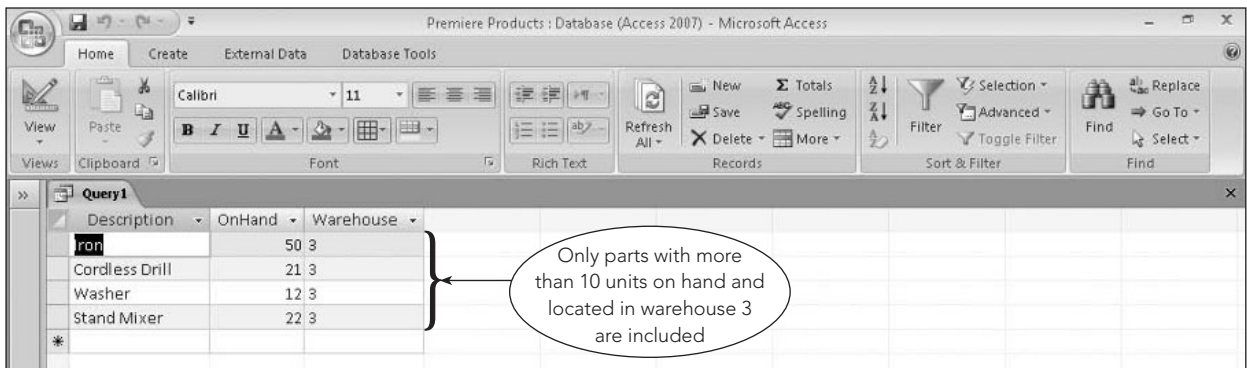 Premiere Products : Database (Access 2007) - Microsoft Access
Home Create External Data Database Tools
View
Views
Paste
Clipboard
Calibri 11
B I U A
Font
Rich Text
Refresh All
New
Save
Delete
Σ Totals
Spelling
More
Records
Filter
Selection
Advanced
Toggle Filter
Sort & Filter
Find
Replace
Go To
Select
Find
Query1
Description OnHand Warehouse
Iron 50 3
Cordless Drill 21 3
Washer 12 3
Stand Mixer 22 3
Only parts with more
than 10 units on hand and
located in warehouse 3
are included